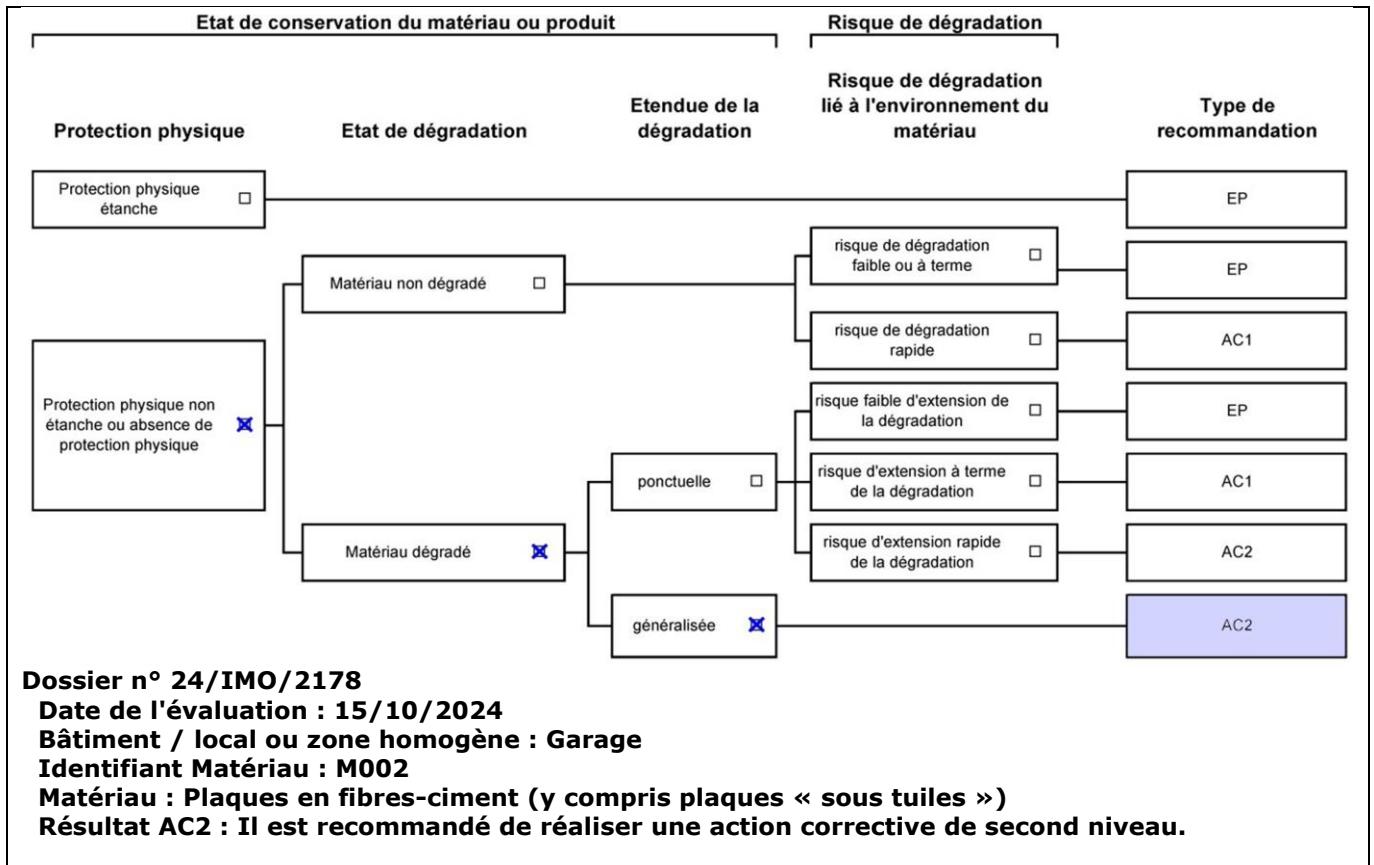 Etat de conservation du matériau ou produit
Risque de dégradation
Protection physique
Etat de dégradation
Etendue de la
dégradation
Risque de dégradation
lié à l'environnement du
matériau
Type de
recommandation
Protection physique
étanche
EP
risque de dégradation
faible ou à terme
EP
Matériau non dégradé
risque de dégradation
rapide
AC1
Protection physique non
étanche ou absence de
protection physique
risque faible d'extension de
la dégradation
EP
ponctuelle
risque d'extension à terme
de la dégradation
AC1
Matériau dégradé
risque d'extension rapide
de la dégradation
AC2
généralisée
AC2
Dossier n° 24/IMO/2178
Date de l'évaluation : 15/10/2024
Bâtiment / local ou zone homogène : Garage
Identifiant Matériau : M002
Matériau : Plaques en fibres-ciment (y compris plaques « sous tuiles »)
Résultat AC2 : Il est recommandé de réaliser une action corrective de second niveau.